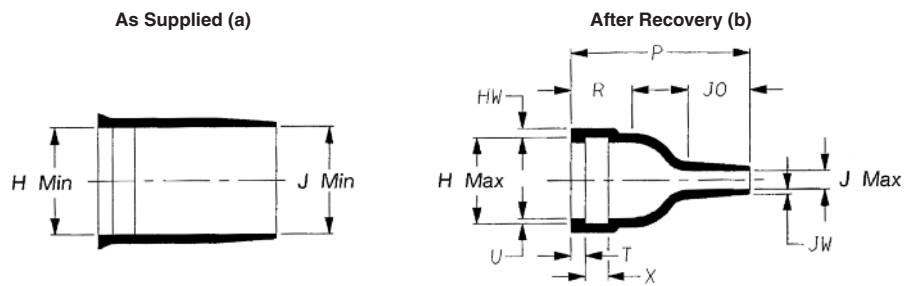 As Supplied (a)
After Recovery (b)
P
R
JO
HW
H Min
J Min
H Max
J Max
U
T
X
JW